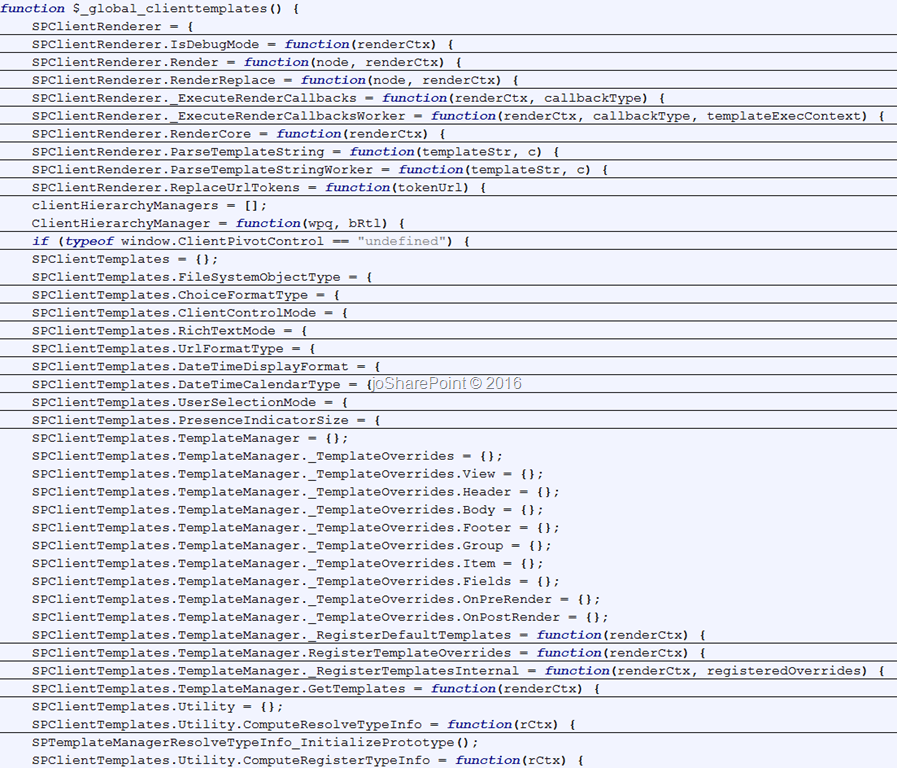 function $_global_clienttemplates() {
SPClientRenderer = {
SPClientRenderer.IsDebugMode = function(renderCtx) {
SPClientRenderer.Render = function(node, renderCtx) {
SPClientRenderer.RenderReplace = function(node, renderCtx) {
SPClientRenderer._ExecuteRenderCallbacks = function(renderCtx, callbackType) {
SPClientRenderer._ExecuteRenderCallbacksWorker = function(renderCtx, callbackType, templateExecContext) {
SPClientRenderer.RenderCore = function(renderCtx) {
SPClientRenderer.ParseTemplateString = function(templateStr, c) {
SPClientRenderer.ParseTemplateStringWorker = function(templateStr, c) {
SPClientRenderer.ReplaceUrlTokens = function(tokenUrl) {
clientHierarchyManagers = [];
ClientHierarchyManager = function(wpq, bRtl) {
if (typeof window.ClientPivotControl == "undefined") {
SPClientTemplates = {};
SPClientTemplates.FileSystemObjectType = {
SPClientTemplates.ChoiceFormatType = {
SPClientTemplates.ClientControlMode = {
SPClientTemplates.RichTextMode = {
SPClientTemplates.UrlFormatType = {
SPClientTemplates.DateTimeDisplayFormat = {
SPClientTemplates.DateTimeCalendarType = {
joSharePoint © 2016
SPClientTemplates.UserSelectionMode = {
SPClientTemplates.PresenceIndicatorSize = {
SPClientTemplates.TemplateManager = {};
SPClientTemplates.TemplateManager._TemplateOverrides = {};
SPClientTemplates.TemplateManager._TemplateOverrides.View = {};
SPClientTemplates.TemplateManager._TemplateOverrides.Header = {};
SPClientTemplates.TemplateManager._TemplateOverrides.Body = {};
SPClientTemplates.TemplateManager._TemplateOverrides.Footer = {};
SPClientTemplates.TemplateManager._TemplateOverrides.Group = {};
SPClientTemplates.TemplateManager._TemplateOverrides.Item = {};
SPClientTemplates.TemplateManager._TemplateOverrides.Fields = {};
SPClientTemplates.TemplateManager._TemplateOverrides.OnPreRender = {};
SPClientTemplates.TemplateManager._TemplateOverrides.OnPostRender = {};
SPClientTemplates.TemplateManager._RegisterDefaultTemplates = function(renderCtx) {
SPClientTemplates.TemplateManager.RegisterTemplateOverrides = function(renderCtx) {
SPClientTemplates.TemplateManager._RegisterTemplatesInternal = function(renderCtx, registeredOverrides) {
SPClientTemplates.TemplateManager.GetTemplates = function(renderCtx) {
SPClientTemplates.Utility = {};
SPClientTemplates.Utility.ComputeResolveTypeInfo = function(rCtx) {
SPTemplateManagerResolveTypeInfo_InitializePrototype();
SPClientTemplates.Utility.ComputeRegisterTypeInfo = function(rCtx) {